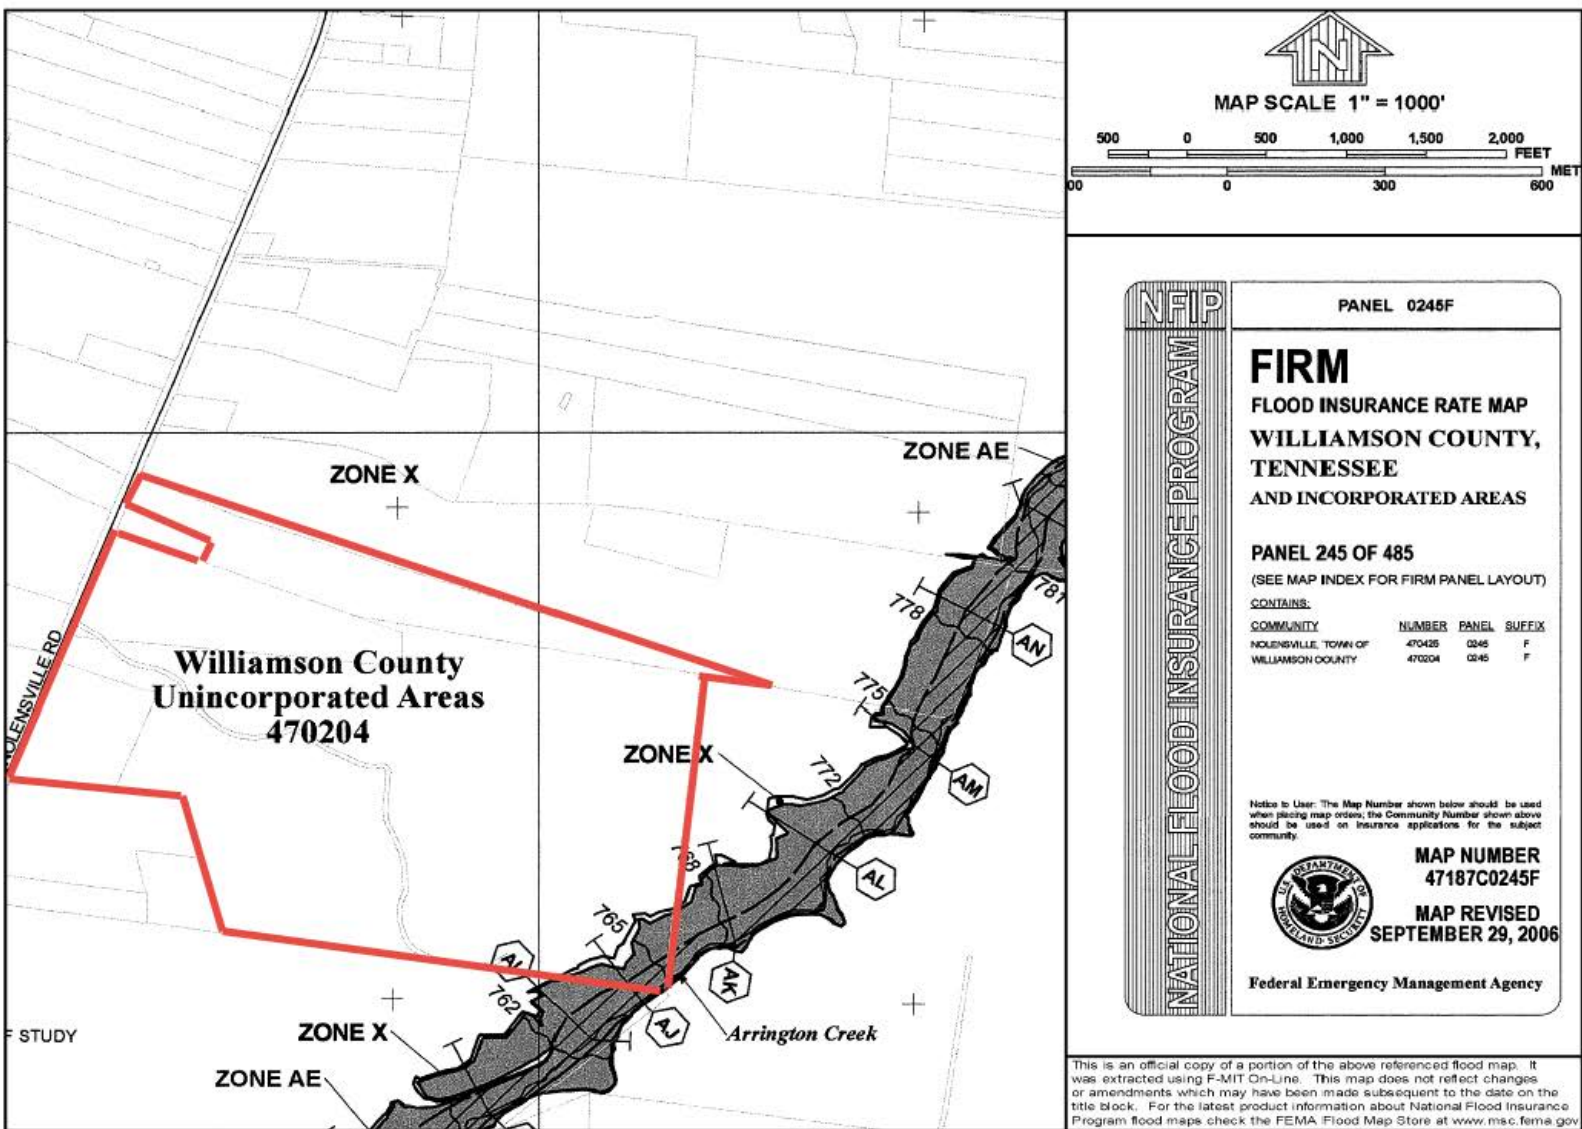 N
MAP SCALE 1" = 1000'
500 0 500 1,000 1,500 2,000
FEET
00 0 300 600
MET
NFIP
NATIONAL FLOOD INSURANCE PROGRAM
PANEL 0245F
FIRM
FLOOD INSURANCE RATE MAP
WILLIAMSON COUNTY,
TENNESSEE
AND INCORPORATED AREAS
PANEL 245 OF 485
(SEE MAP INDEX FOR FIRM PANEL LAYOUT)
CONTAINS:
COMMUNITY NUMBER PANEL SUFFIX
NOLENSVILLE, TOWN OF 470425 0245 F
WILLIAMSON COUNTY 470204 0245 F
Notice to User: The Map Number shown below should be used
when placing map orders; the Community Number shown above
should be used on insurance applications for the subject
community.
MAP NUMBER
47187C0245F
MAP REVISED
SEPTEMBER 29, 2006
U.S. DEPARTMENT OF
HOMELAND SECURITY
Federal Emergency Management Agency
This is an official copy of a portion of the above referenced flood map. It
was extracted using F-MIT On-Line. This map does not reflect changes
or amendments which may have been made subsequent to the date on the
title block. For the latest product information about National Flood Insurance
Program flood maps check the FEMA Flood Map Store at www.msc.fema.gov
ZONE X
ZONE AE
781
778
AN
NOLENSVILLE RD
Williamson County
Unincorporated Areas
470204
775
ZONE X
772
AM
768
AL
765
AI
AK
762
AJ
Arrington Creek
F STUDY
ZONE X
ZONE AE